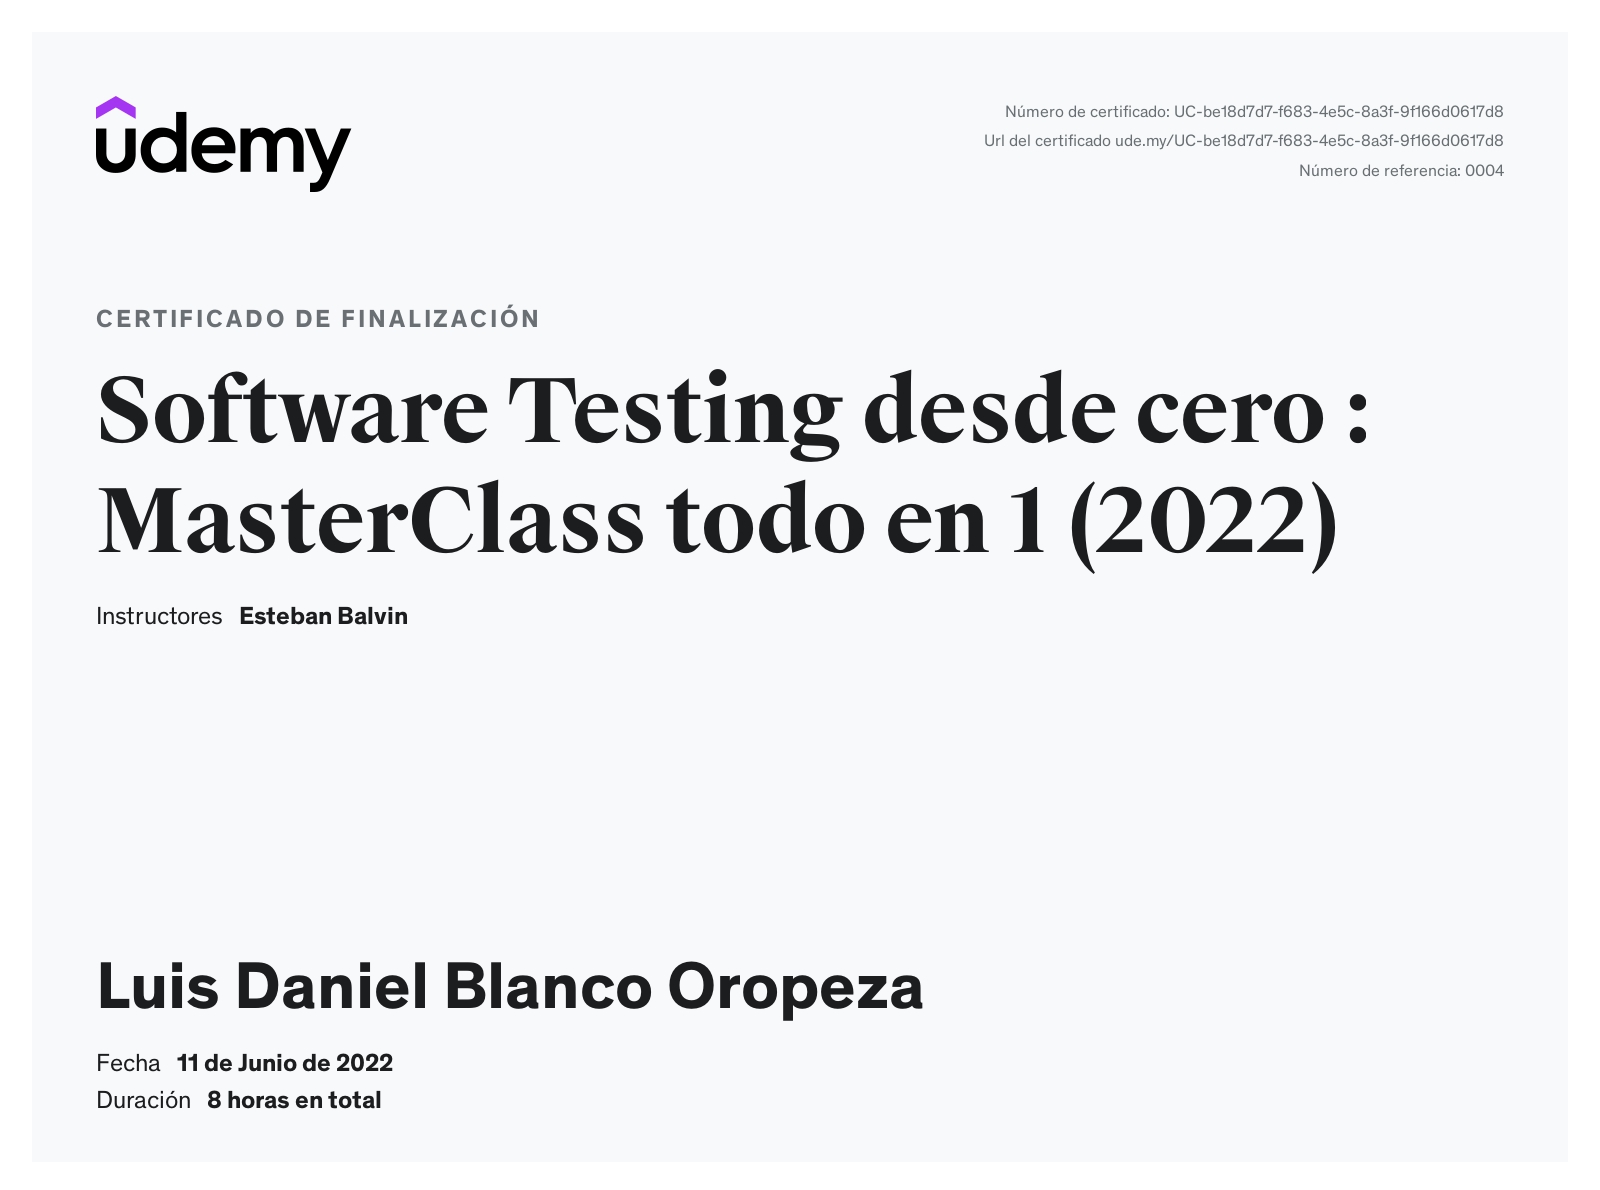 udemy
Número de certificado: UC-be18d7d7-f683-4e5c-8a3f-9f166d0617d8
Url del certificado ude.my/UC-be18d7d7-f683-4e5c-8a3f-9f166d0617d8
Número de referencia: 0004
CERTIFICADO DE FINALIZACIÓN
Software Testing desde cero :
MasterClass todo en 1 (2022)
Instructores Esteban Balvin
Luis Daniel Blanco Oropeza
Fecha 11 de Junio de 2022
Duración 8 horas en total